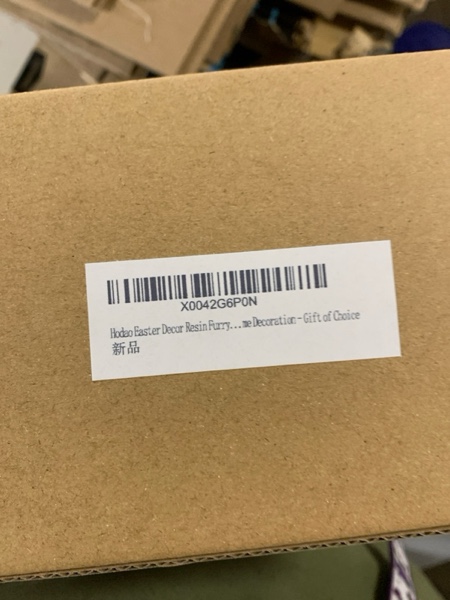 X0042G6P0N
Hodao Easter Decor Resin Furry...me Decoration - Gift of Choice
新品